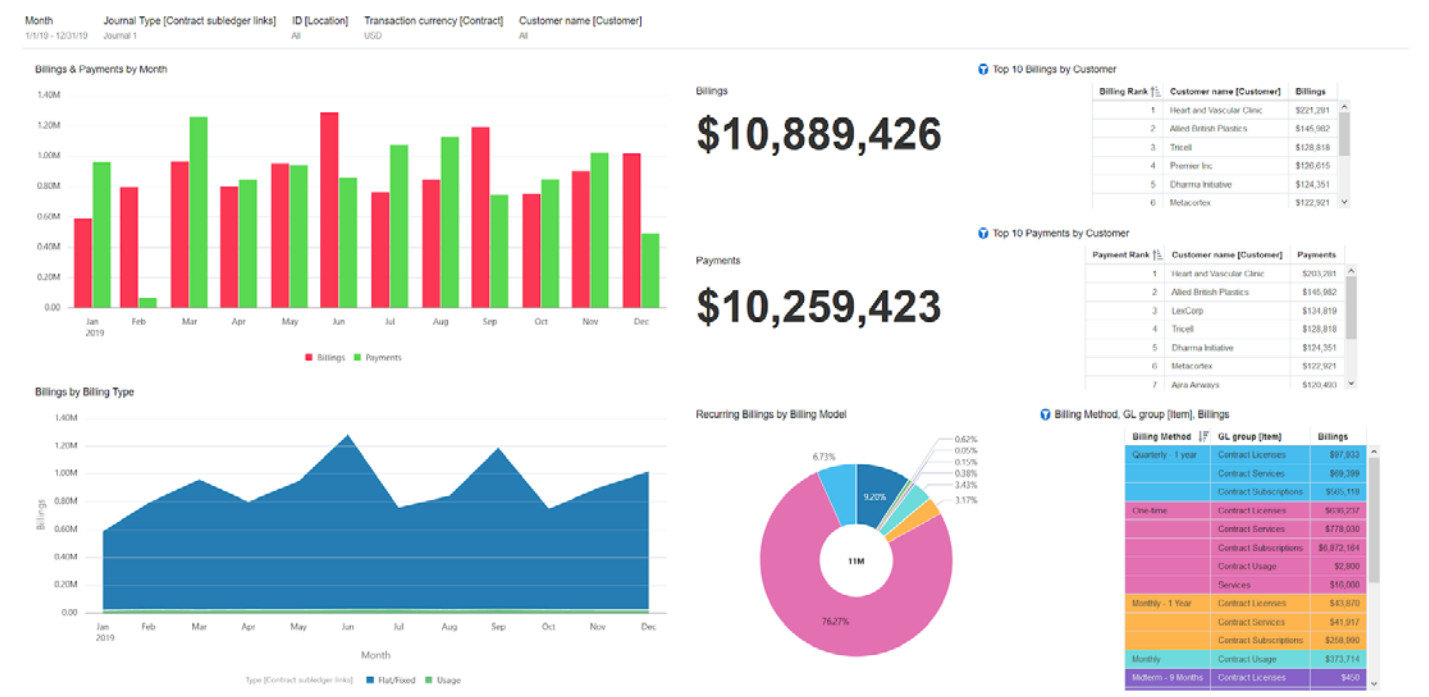 Month Journal Type [Contract subledger links] ID [Location] Transaction currency [Contract] Customer name [Customer]
1/1/19 - 12/31/19 Journal 1 All USD All
Billings & Payments by Month
1.40M
1.20M
1.00M
0.80M
0.60M
0.40M
0.20M
0.00
Jan Feb Mar Apr May Jun Jul Aug Sep Oct Nov Dec
2019
Billings Payments
Billings
$10,889,426
Payments
$10,259,423
Top 10 Billings by Customer
Billing Rank Customer name [Customer] Billings
1 Heart and Vascular Clinic $221,281
2 Allied British Plastics $145,982
3 Tricell $128,818
4 Premier Inc $126,615
5 Dharma Initiative $124,351
6 Metacortex $122,921
Top 10 Payments by Customer
Payment Rank Customer name [Customer] Payments
1 Heart and Vascular Clinic $203,281
2 Allied British Plastics $145,982
3 LexCorp $134,819
4 Tricell $128,818
5 Dharma Initiative $124,351
6 Metacortex $122,921
7 Ajira Airways $120,493
Billings by Billing Type
1.40M
1.20M
1.00M
0.80M
0.60M
0.40M
0.20M
0.00
Billings
Jan Feb Mar Apr May Jun Jul Aug Sep Oct Nov Dec
2019
Month
Type [Contract subledger links] Flat/Fixed Usage
Recurring Billings by Billing Model
6.73%
0.62%
0.05%
0.15%
0.38%
3.43%
3.17%
9.20%
11M
76.27%
Billing Method, GL group [Item], Billings
Billing Method GL group [Item] Billings
Quarterly - 1 year Contract Licenses $97,933
Contract Services $69,399
Contract Subscriptions $565,118
One-time Contract Licenses $636,237
Contract Services $778,030
Contract Subscriptions $6,872,164
Contract Usage $2,800
Services $16,000
Monthly - 1 Year Contract Licenses $43,870
Contract Services $41,917
Contract Subscriptions $258,990
Monthly Contract Usage $373,714
Midterm - 9 Months Contract Licenses $450